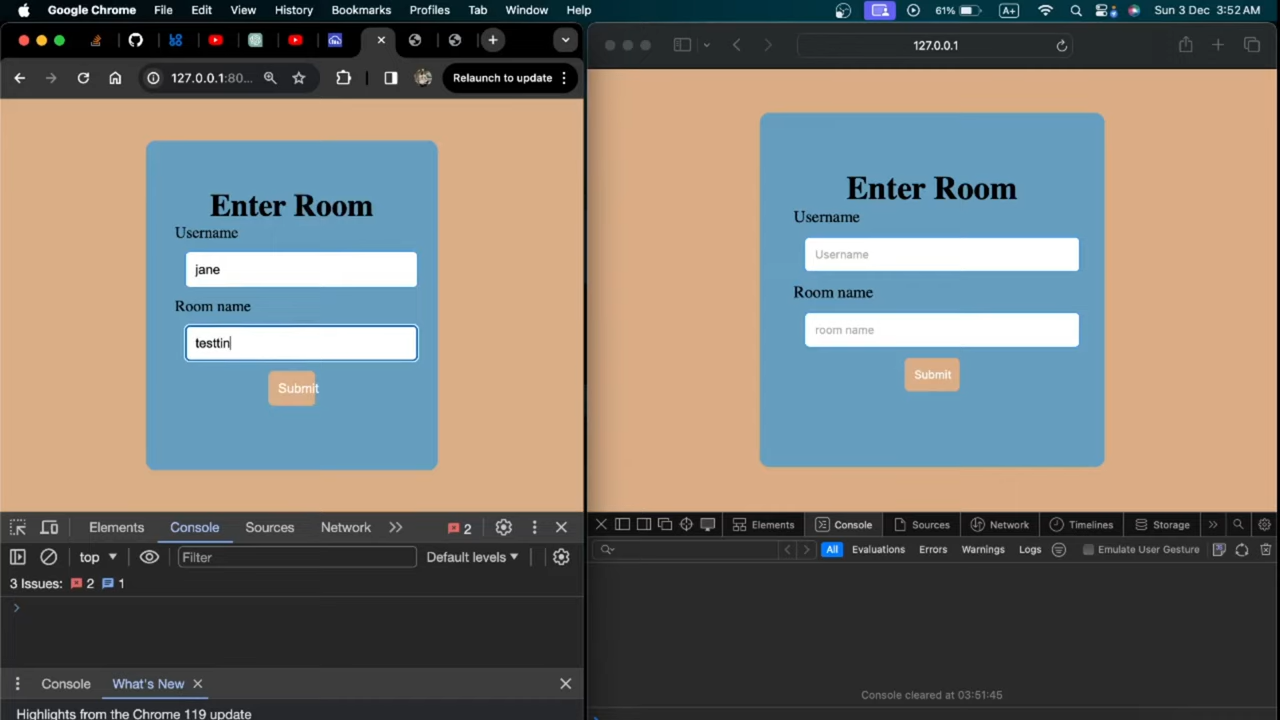 Google Chrome File Edit View History Bookmarks Profiles Tab Window Help 61% A+ Sun 3 Dec 3:52 AM
127.0.0.1:80... Relaunch to update
Enter Room
Username
jane
Room name
testtin
Submit
Elements Console Sources Network 2
top Filter Default levels
3 Issues: 2 1
Console What's New
Highlights from the Chrome 119 update
127.0.0.1
Enter Room
Username
Username
Room name
room name
Submit
Elements Console Sources Network Timelines Storage
All Evaluations Errors Warnings Logs Emulate User Gesture
Console cleared at 03:51:45